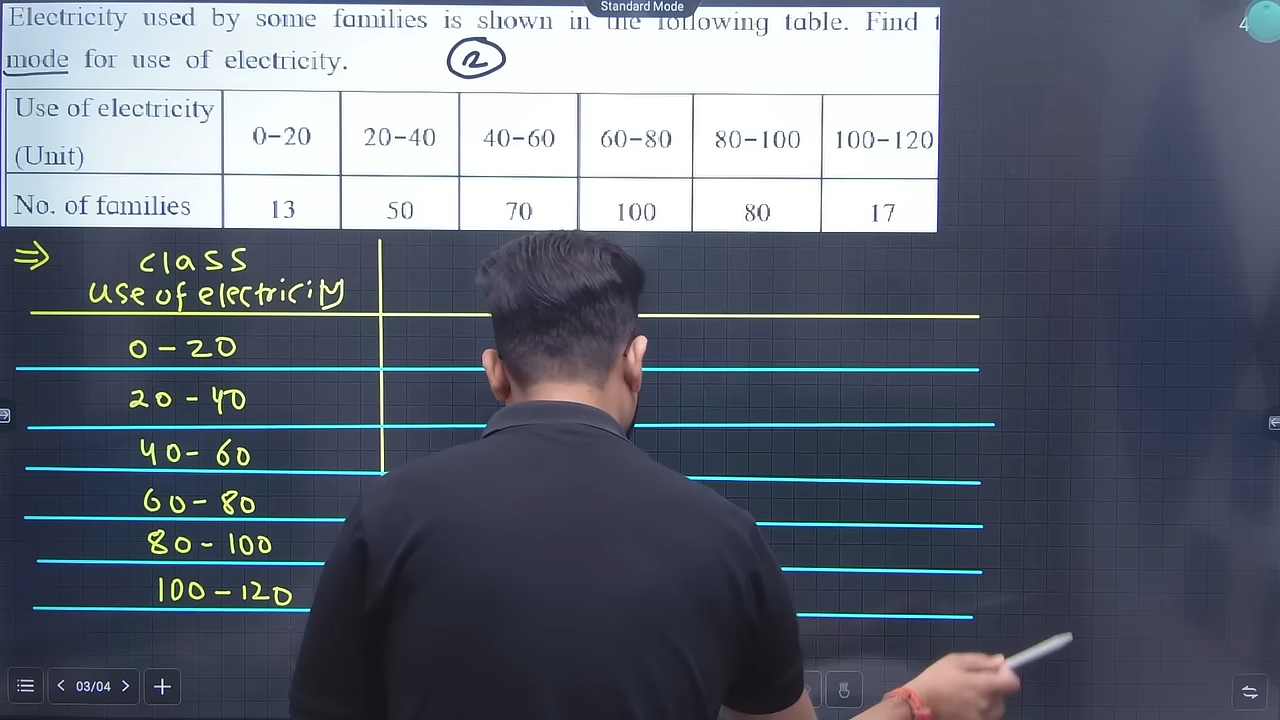 Standard Mode
Electricity used by some families is shown in the following table. Find
mode for use of electricity.
2
4
Use of electricity (Unit) 0-20 20-40 40-60 60-80 80-100 100-120
No. of families 13 50 70 100 80 17
⇒ class
use of electricity
0-20
20-40
40-60
60-80
80-100
100-120
03/04